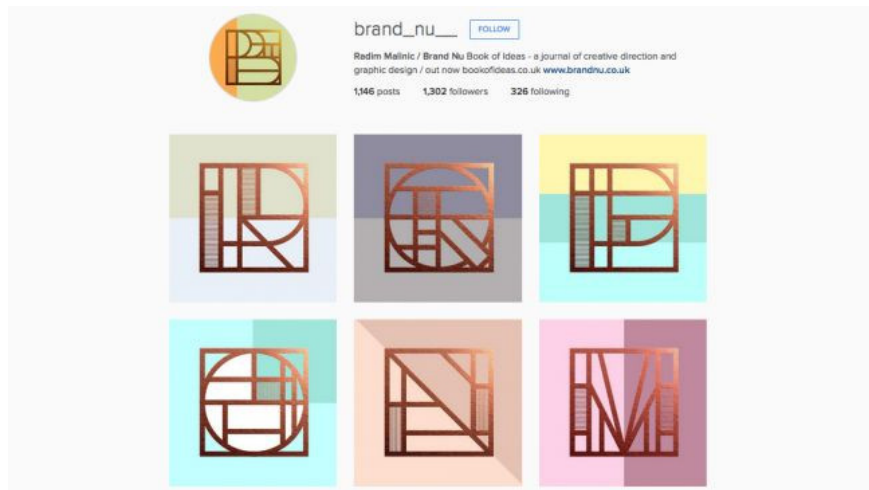 brand_nu__ FOLLOW
Radim Malinic / Brand Nu Book of Ideas - a journal of creative direction and
graphic design / out now bookofideas.co.uk www.brandnu.co.uk
1,146 posts 1,302 followers 326 following
R
Q
P
O
N
M